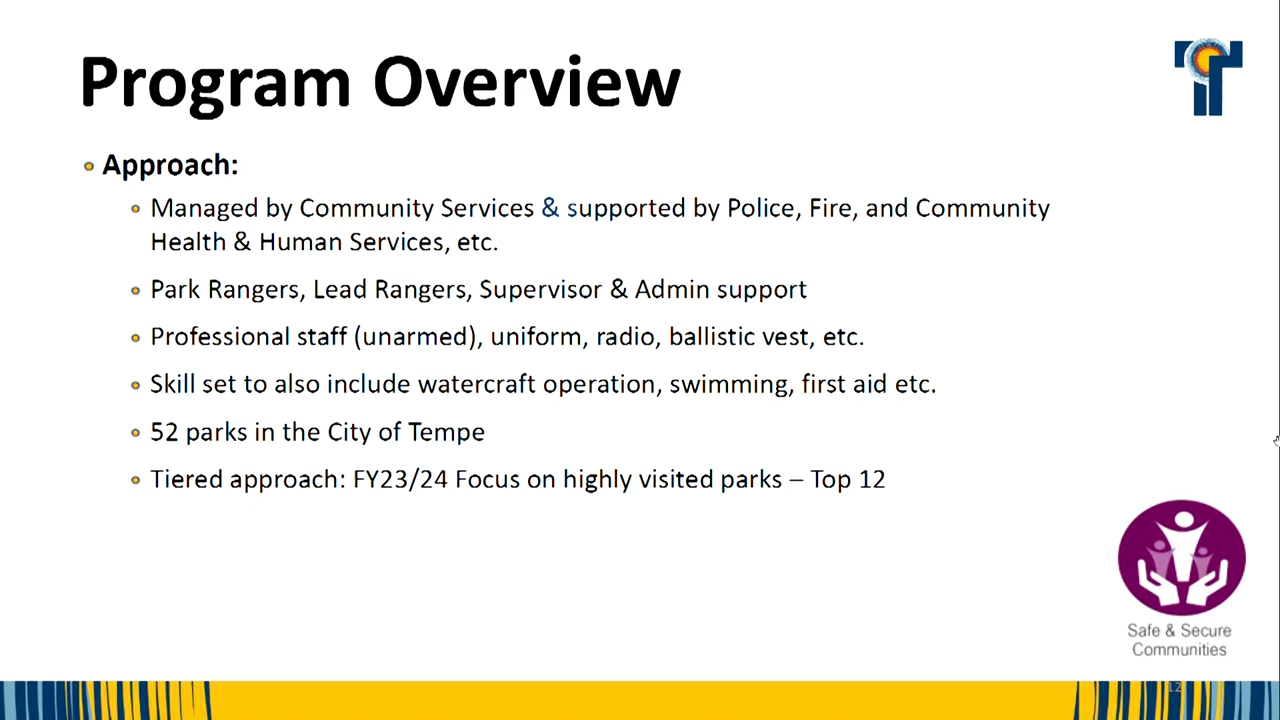 Program Overview
Approach:
Managed by Community Services & supported by Police, Fire, and Community
Health & Human Services, etc.
Park Rangers, Lead Rangers, Supervisor & Admin support
Professional staff (unarmed), uniform, radio, ballistic vest, etc.
Skill set to also include watercraft operation, swimming, first aid etc.
52 parks in the City of Tempe
Tiered approach: FY23/24 Focus on highly visited parks – Top 12
Safe & Secure
Communities
12